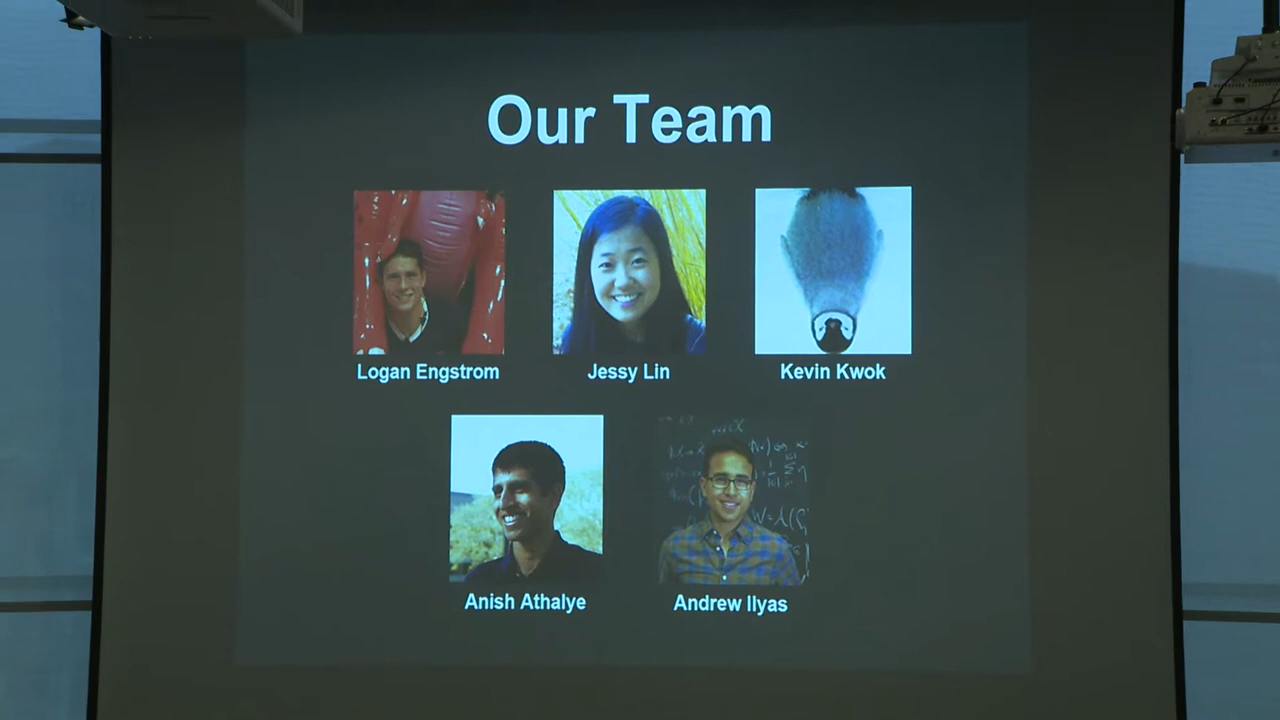 Our Team
Logan Engstrom
Jessy Lin
Kevin Kwok
Anish Athalye
Andrew Ilyas